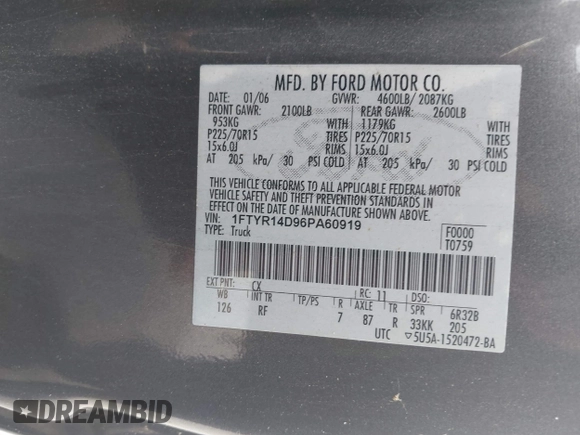 MFD. BY FORD MOTOR CO.
DATE: 01/06 GVWR: 4600LB/ 2087KG
FRONT GAWR: 2100LB REAR GAWR: 2600LB
953KG WITH 1179KG WITH
P225/70R15 TIRES P225/70R15 TIRES
15x6.0J RIMS 15x6.0J RIMS
AT 205 kPa/ 30 PSI COLD AT 205 kPa/ 30 PSI COLD
THIS VEHICLE CONFORMS TO ALL APPLICABLE FEDERAL MOTOR
VEHICLE SAFETY AND THEFT PREVENTION STANDARDS IN
EFFECT ON THE DATE OF MANUFACTURE SHOWN ABOVE.
VIN: 1FTYR14D96PA60919 F0000
TYPE: Truck T0759
EXT PNT: CX RC: 11 DSO:
WB INT TR TP/PS R AXLE TR SPR 6R32B
126 RF 7 87 R 33KK 205
UTC ▽5U5A-1520472-BA
Ford
DREAMBID